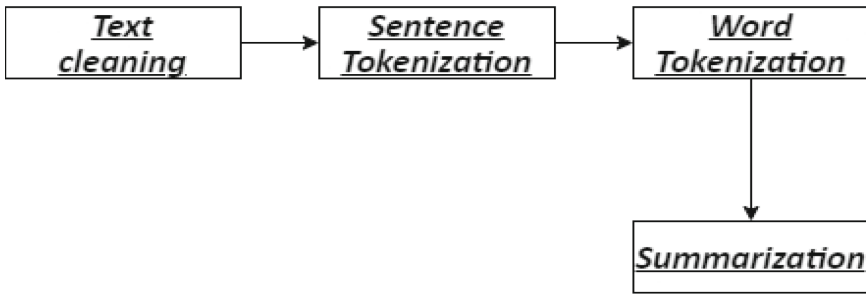 Text
cleaning
Sentence
Tokenization
Word
Tokenization
Summarization